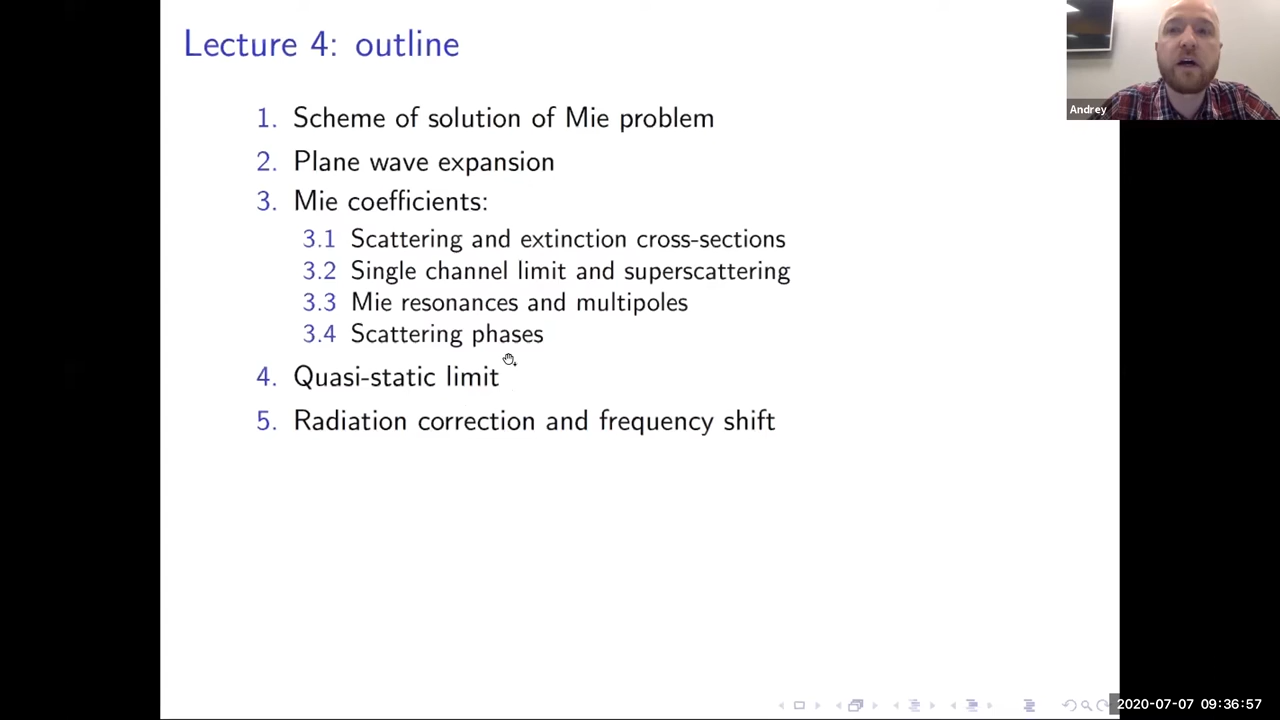 Lecture 4: outline
1. Scheme of solution of Mie problem
2. Plane wave expansion
3. Mie coefficients:
3.1 Scattering and extinction cross-sections
3.2 Single channel limit and superscattering
3.3 Mie resonances and multipoles
3.4 Scattering phases
4. Quasi-static limit
5. Radiation correction and frequency shift
Andrey
2020-07-07 09:36:57